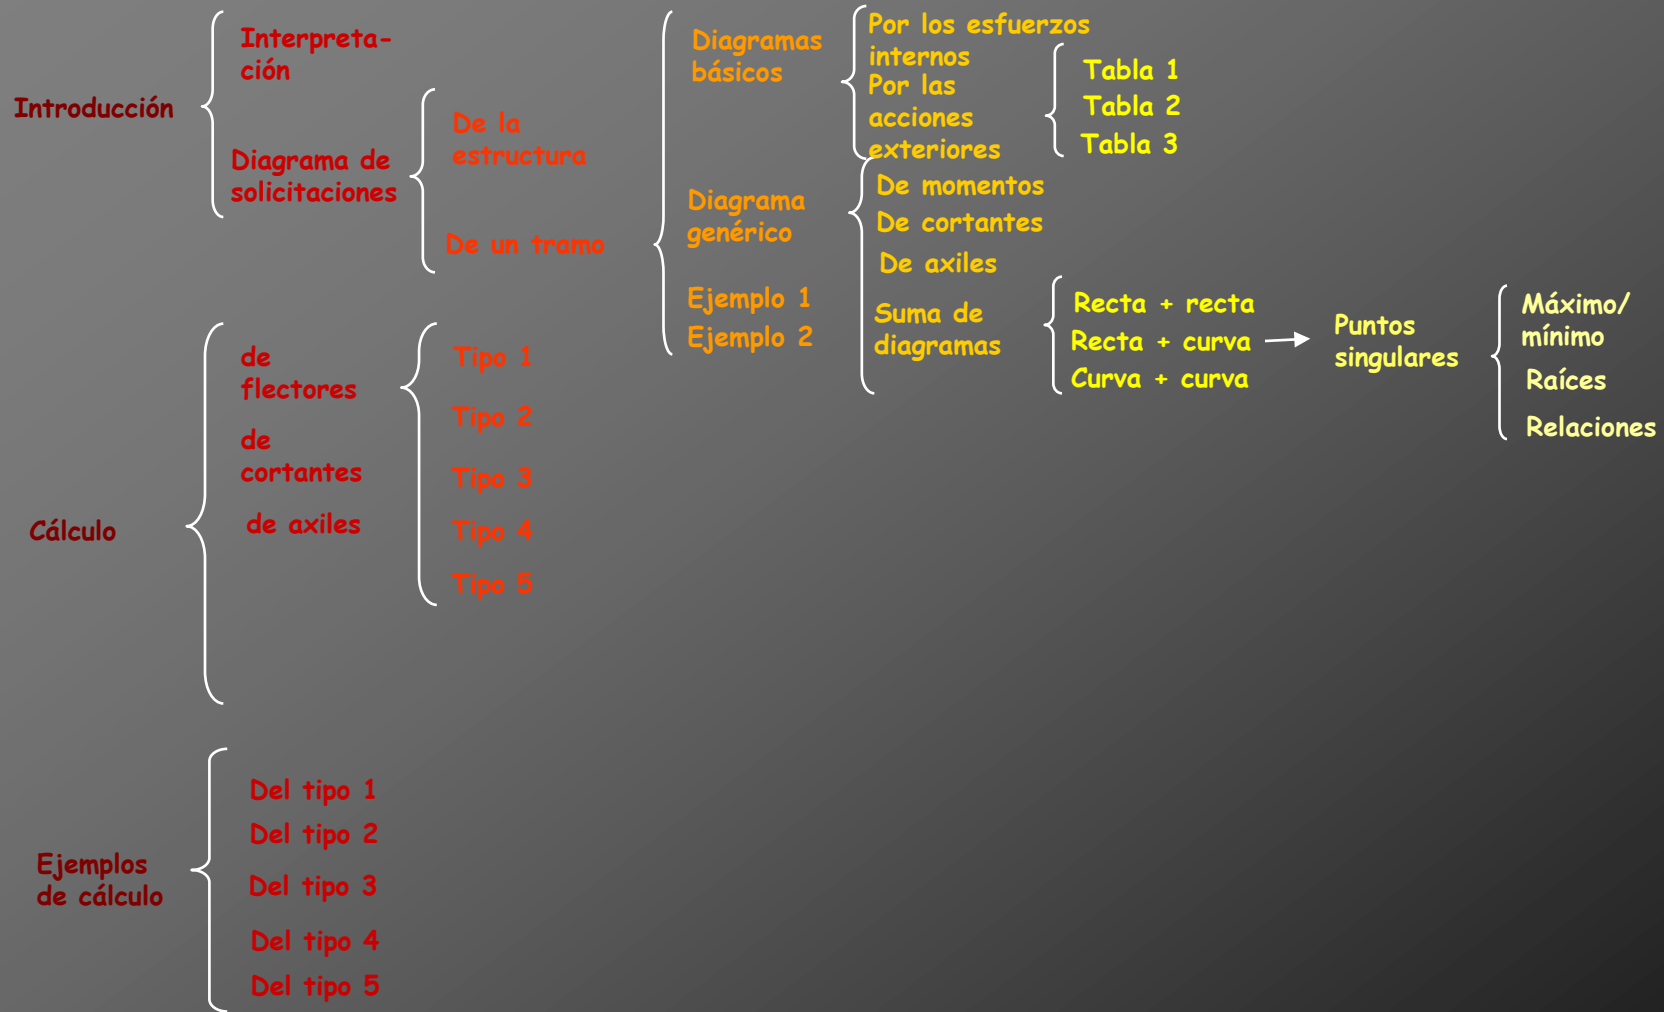 Introducción
Interpreta-
ción
Diagrama de
solicitaciones
De la
estructura
De un tramo
Diagramas
básicos
Por los esfuerzos
internos
Por las
acciones
exteriores
Tabla 1
Tabla 2
Tabla 3
Diagrama
genérico
De momentos
De cortantes
De axiles
Suma de
diagramas
Recta + recta
Recta + curva
Curva + curva
Puntos
singulares
Máximo/
mínimo
Raíces
Relaciones
Ejemplo 1
Ejemplo 2
Cálculo
de
flectores
Tipo 1
Tipo 2
Tipo 3
Tipo 4
Tipo 5
de
cortantes
de axiles
Ejemplos
de cálculo
Del tipo 1
Del tipo 2
Del tipo 3
Del tipo 4
Del tipo 5